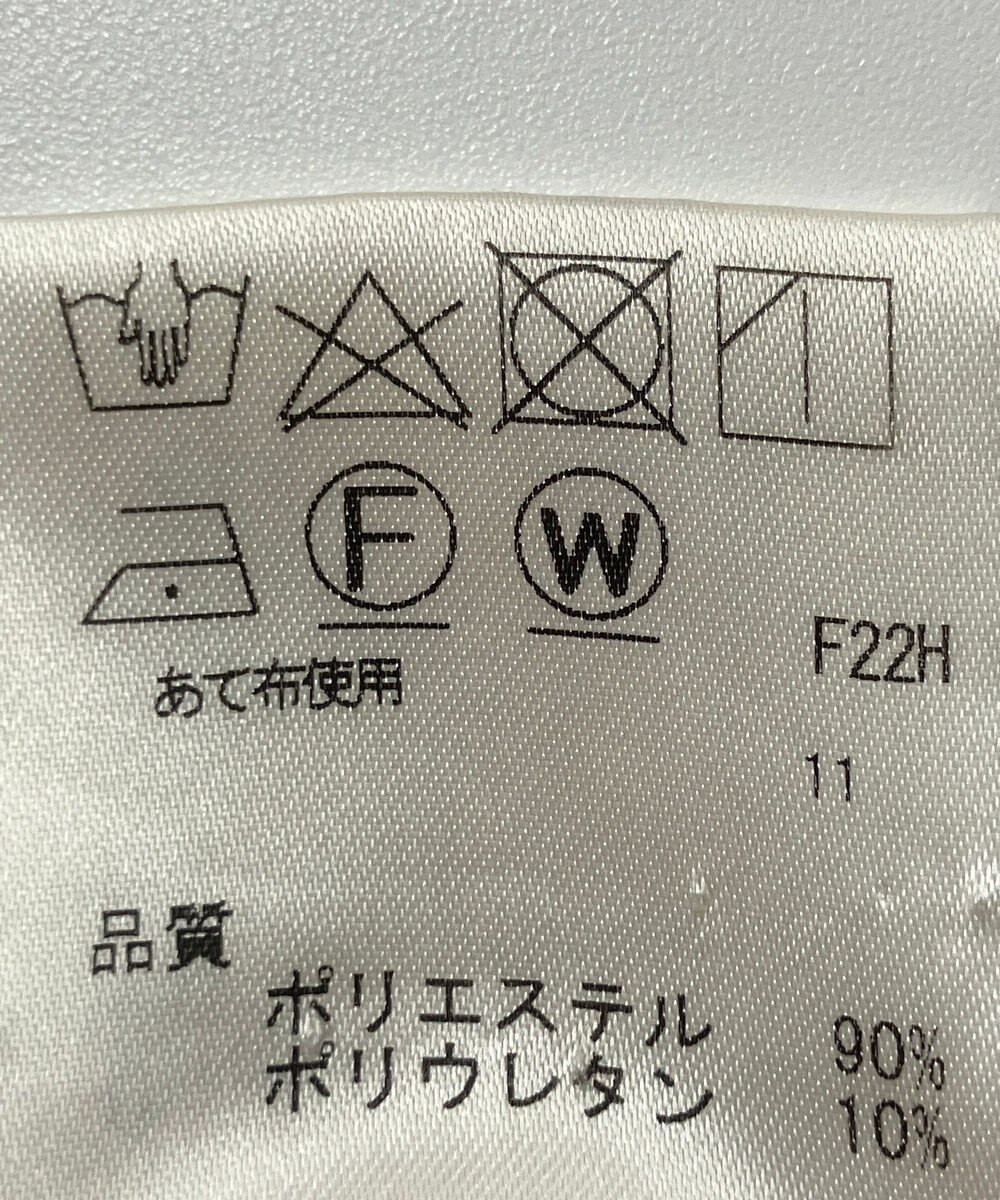 F W
F22H
あて布使用
11
品質
ポリエステル 90%
ポリウレタン 10%